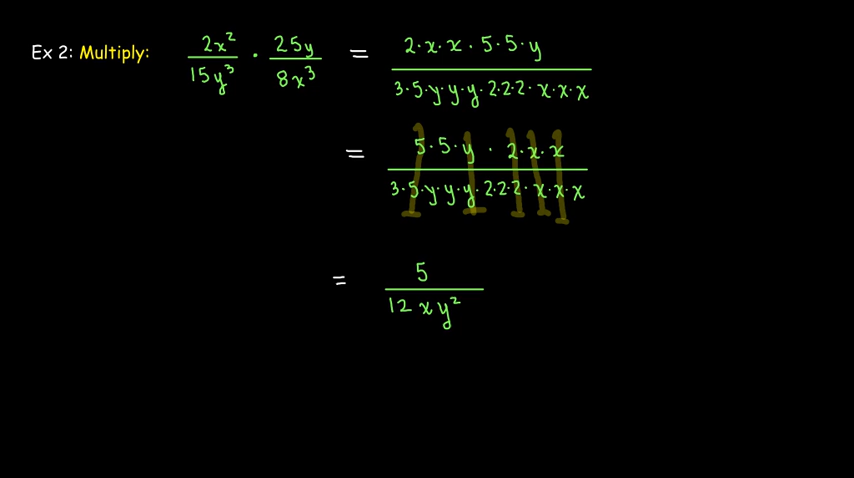 Ex 2: Multiply: 2x²/15y³ · 25y/8x³ = 2·x·x·5·5·y/3·5·y·y·y·2·2·2·x·x·x
= 5·5·y·2·x·x/3·5·y·y·y·2·2·2·x·x·x
= 5/12xy²